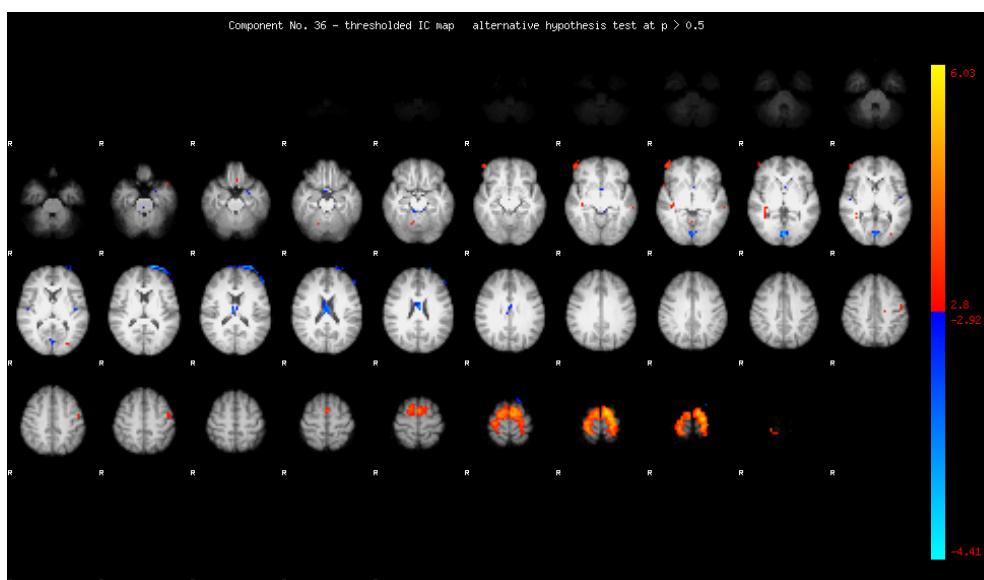 Component No. 36 - thresholded IC map   alternative hypothesis test at p > 0.5
6.03
R R R R R R R R R R
R R R R R R R R R R
2.8
-2.92
R R R R R R R R R R
R R R R R R R R R R
-4.41